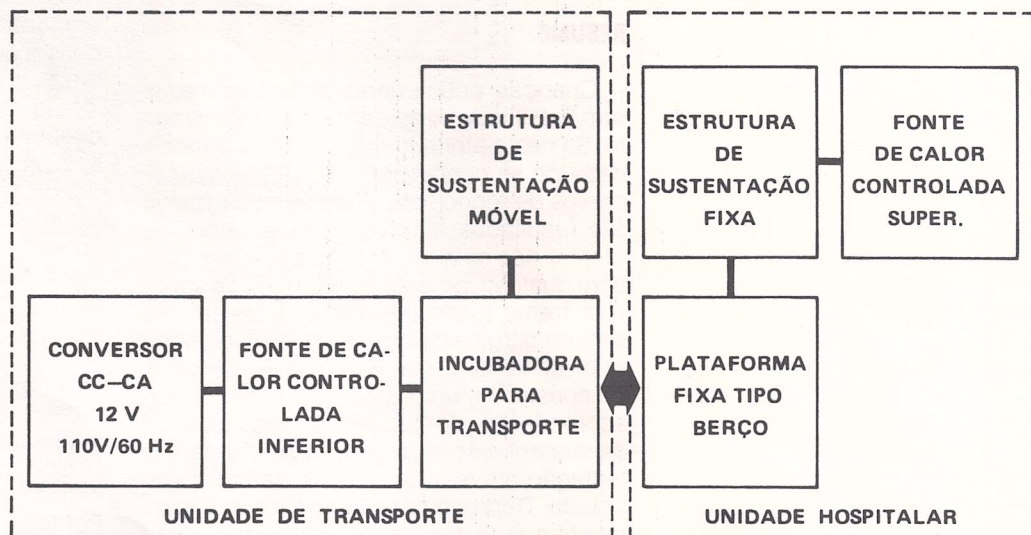 ESTRUTURA
DE
SUSTENTAÇÃO
MÓVEL
ESTRUTURA
DE
SUSTENTAÇÃO
FIXA
FONTE
DE CALOR
CONTROLADA
SUPER.
CONVERSOR
CC–CA
12 V
110V/60 Hz
FONTE DE CA-
LOR CONTRO-
LADA
INFERIOR
INCUBADORA
PARA
TRANSPORTE
PLATAFORMA
FIXA TIPO
BERÇO
UNIDADE DE TRANSPORTE
UNIDADE HOSPITALAR